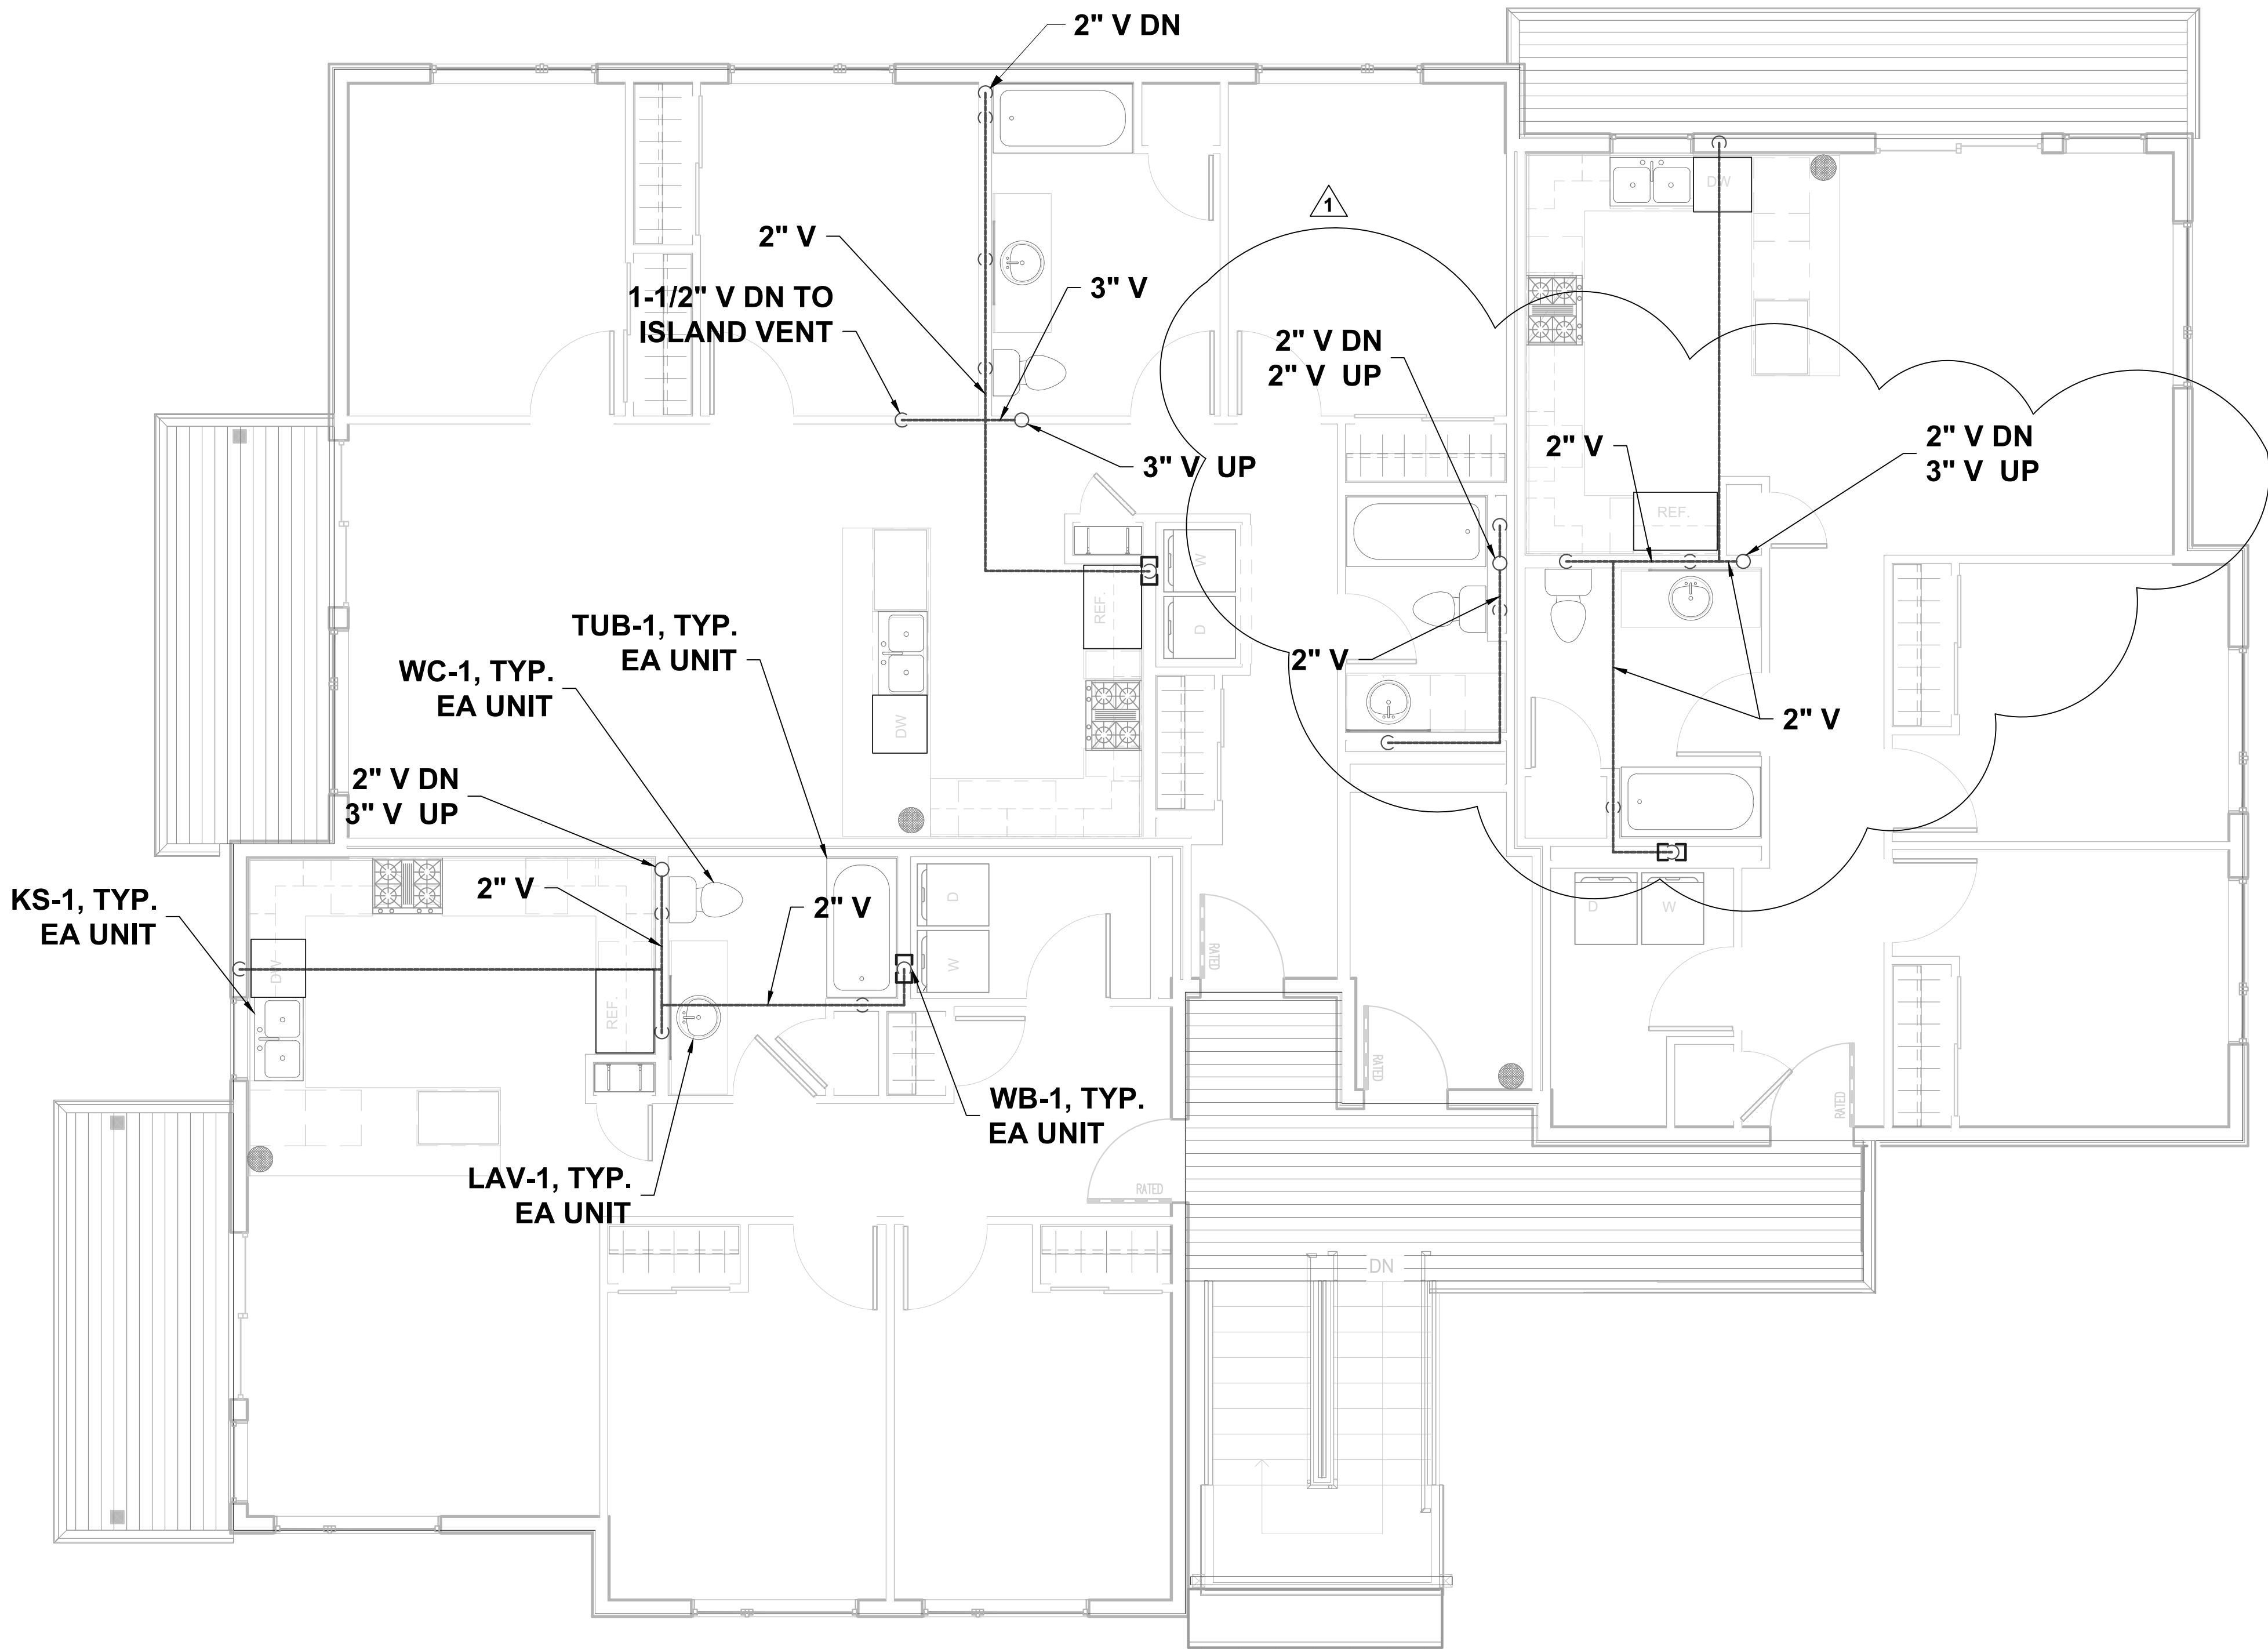 2" V DN
1
DW
2" V
3" V
1-1/2" V DN TO
ISLAND VENT
2" V DN
2" V UP
3" V UP
2" V
2" V DN
3" V UP
REF.
W
D
REF.
TUB-1, TYP.
EA UNIT
WC-1, TYP.
EA UNIT
2" V
2" V
DW
2" V DN
3" V UP
KS-1, TYP.
EA UNIT
2" V
2" V
D
W
D
W
DW
REF.
RATED
RATED
RATED
WB-1, TYP.
EA UNIT
LAV-1, TYP.
EA UNIT
RATED
DN